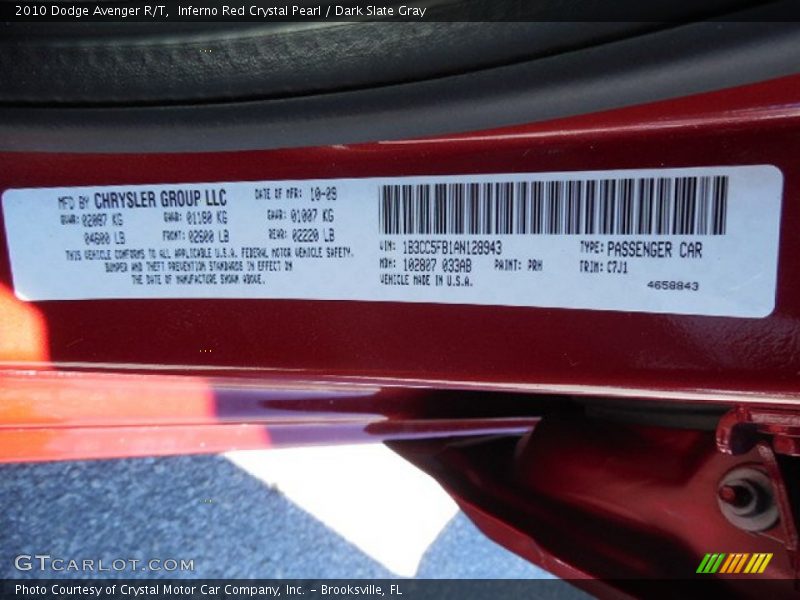 2010 Dodge Avenger R/T,  Inferno Red Crystal Pearl / Dark Slate Gray
MFD BY CHRYSLER GROUP LLC DATE OF MFR: 10-09
GVWR: 02087 KG GAWR: 01180 KG GAWR: 01007 KG
04600 LB FRONT: 02600 LB REAR: 02220 LB
THIS VEHICLE CONFORMS TO ALL APPLICABLE U.S.A. FEDERAL MOTOR VEHICLE SAFETY,
BUMPER AND THEFT PREVENTION STANDARDS IN EFFECT ON
THE DATE OF MANUFACTURE SHOWN ABOVE.
VIN: 1B3CC5FB1AN128943 TYPE: PASSENGER CAR
MDH: 102807 033AB PAINT: PRH TRIM: C7J1
VEHICLE MADE IN U.S.A. 4658843
GTCARLOT.COM
Photo Courtesy of Crystal Motor Car Company, Inc. – Brooksville, FL